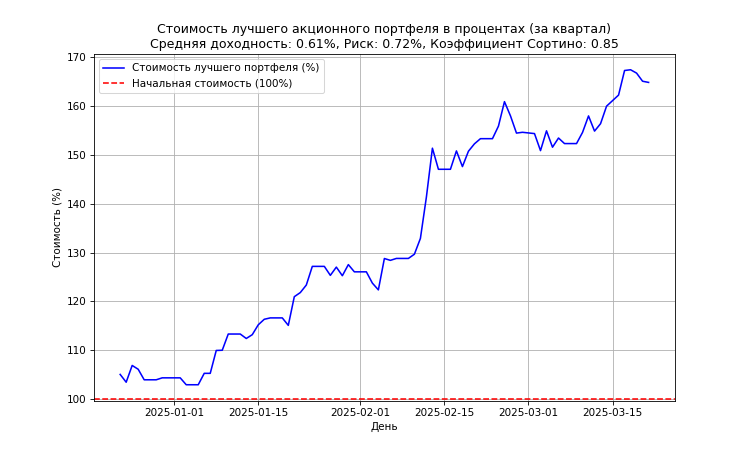 Стоимость лучшего акционного портфеля в процентах (за квартал)
Средняя доходность: 0.61%, Риск: 0.72%, Коэффициент Сортино: 0.85
Стоимость лучшего портфеля (%)
Начальная стоимость (100%)
Стоимость (%)
170
160
150
140
130
120
110
100
2025-01-01
2025-01-15
2025-02-01
2025-02-15
2025-03-01
2025-03-15
День